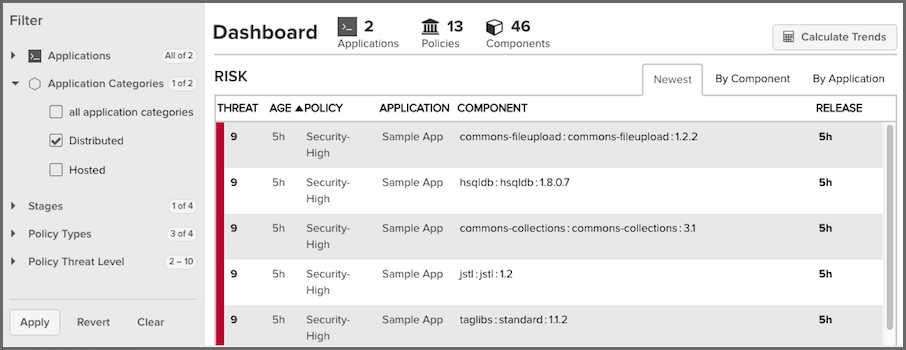 Filter
Applications All of 2
Application Categories 1 of 2
all application categories
Distributed
Hosted
Stages 1 of 4
Policy Types 3 of 4
Policy Threat Level 2 – 10
Apply Revert Clear
Dashboard 2 Applications 13 Policies 46 Components Calculate Trends
RISK Newest By Component By Application
THREAT AGE POLICY APPLICATION COMPONENT RELEASE
9 5h Security- Sample App commons-fileupload : commons-fileupload : 1.2.2 5h
High
9 5h Security- Sample App hsqldb : hsqldb : 1.8.0.7 5h
High
9 5h Security- Sample App commons-collections : commons-collections : 3.1 5h
High
9 5h Security- Sample App jstl : jstl : 1.2 5h
High
9 5h Security- Sample App taglibs : standard : 1.1.2 5h
High